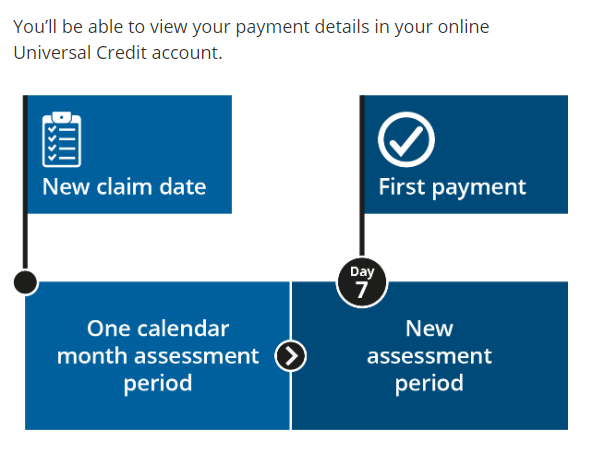 You’ll be able to view your payment details in your online
Universal Credit account.
New claim date
First payment
Day
7
One calendar
month assessment
period
New
assessment
period